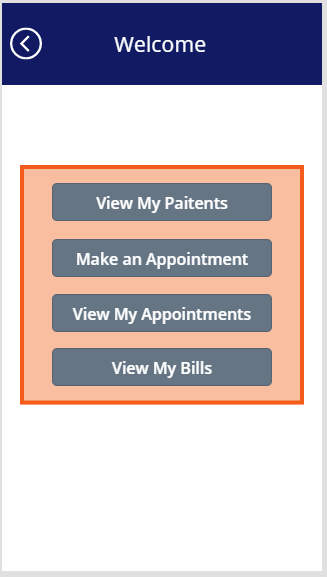 Welcome
View My Paitents
Make an Appointment
View My Appointments
View My Bills